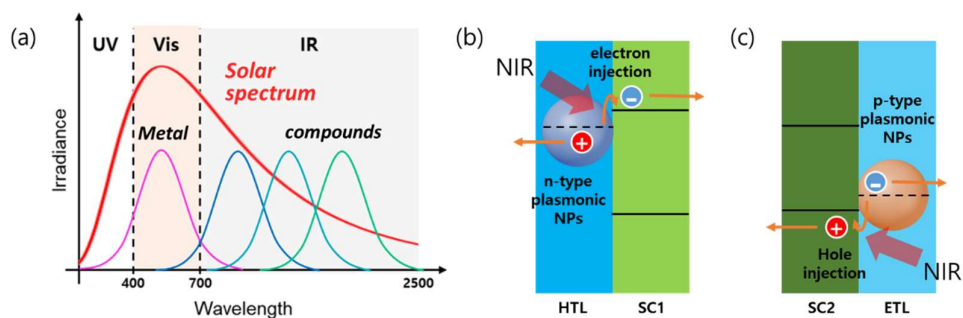 (a)
UV
Vis
IR
Solar
spectrum
Metal
compounds
Irradiance
400
700
2500
Wavelength
(b)
electron
injection
NIR
−
+
n-type
plasmonic
NPs
HTL
SC1
(c)
p-type
plasmonic
NPs
−
+
Hole
injection
NIR
SC2
ETL